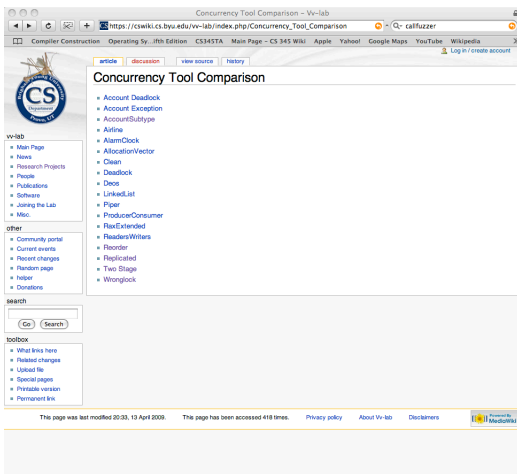 Concurrency Tool Comparison – Vv-lab
https://cswiki.cs.byu.edu/vv-lab/index.php/Concurrency_Tool_Comparison
callfuzzer
Compiler Construction Operating Sy...ifth Edition CS345TA Main Page – CS 345 Wiki Apple Yahoo! Google Maps YouTube Wikipedia
Log in / create account
article discussion view source history
Concurrency Tool Comparison
Account Deadlock
Account Exception
AccountSubtype
Airline
AlarmClock
AllocationVector
Clean
Deadlock
Deos
LinkedList
Piper
ProducerConsumer
RaxExtended
ReadersWriters
Reorder
Replicated
Two Stage
Wronglock
Brigham Young University
CS
Department
Provo, UT
vv-lab
Main Page
News
Research Projects
People
Publications
Software
Joining the Lab
Misc.
other
Community portal
Current events
Recent changes
Random page
helper
Donations
search
Go Search
toolbox
What links here
Related changes
Upload file
Special pages
Printable version
Permanent link
This page was last modified 20:33, 13 April 2009. This page has been accessed 418 times. Privacy policy About Vv-lab Disclaimers
Powered By
MediaWiki